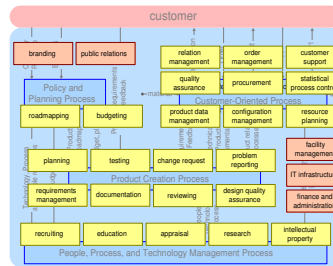 customer
branding
public relations
relation
management
order
management
customer
support
quality
assurance
procurement
statistical
process control
Policy and
Planning Process
Customer-Oriented Process
roadmapping
budgeting
product data
management
configuration
management
resource
planning
facility
management
planning
testing
change request
problem
reporting
IT infrastructure
Product Creation Process
requirements
management
documentation
reviewing
design quality
assurance
finance and
administration
recruiting
education
appraisal
research
intellectual
property
People, Process, and Technology Management Process